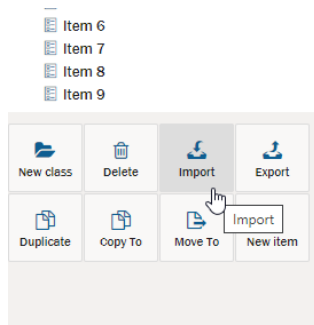 Item 6
Item 7
Item 8
Item 9
New class Delete Import Export
Import
Duplicate Copy To Move To New item